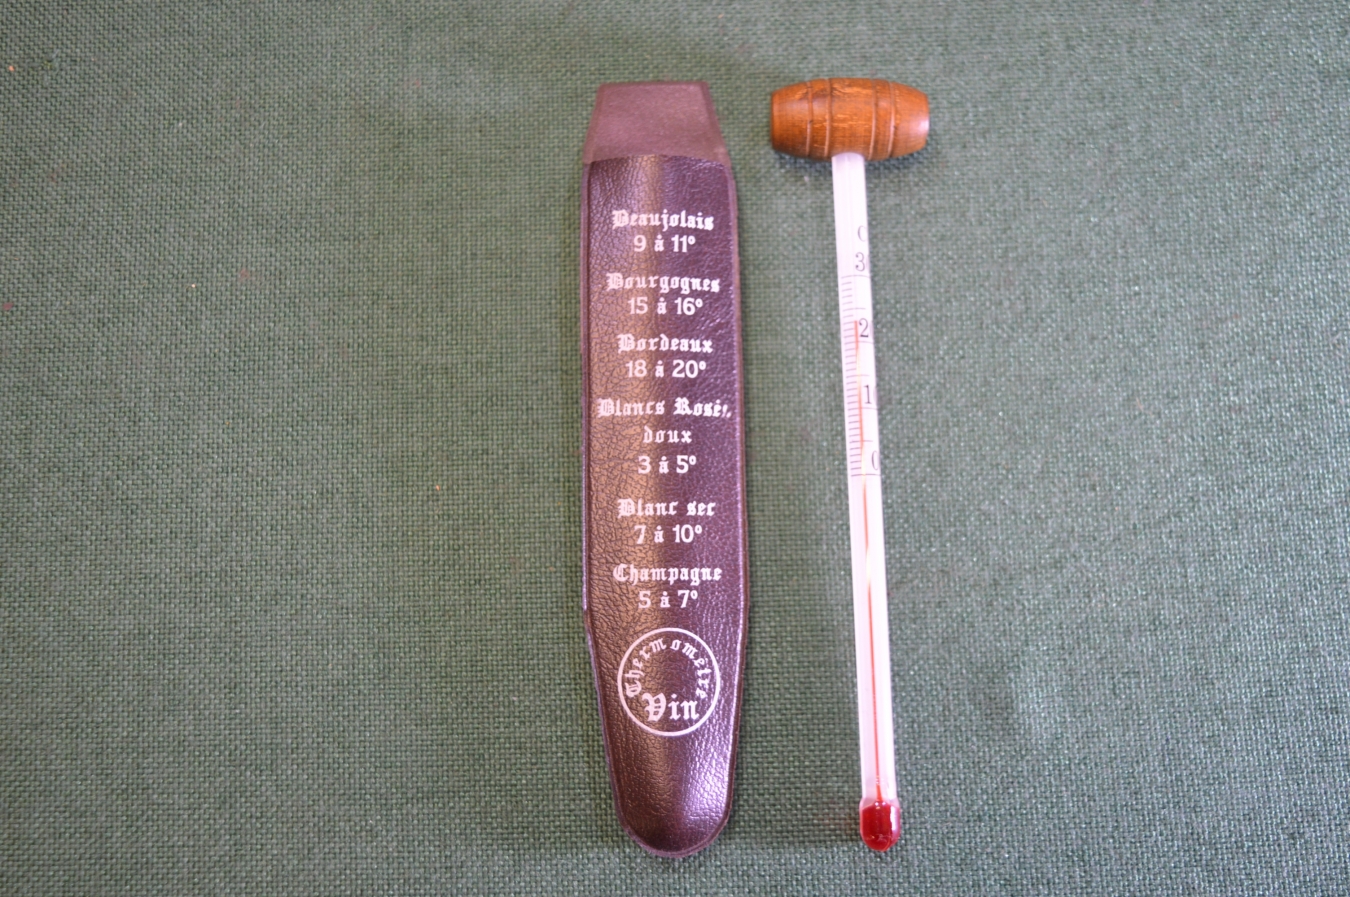 Beaujolais
9 à 11°
Bourgognes
15 à 16°
Bordeaux
18 à 20°
Blancs Rosés,
doux
3 à 5°
Blanc sec
7 à 10°
Champagne
5 à 7°
Thermomètre
Vin
C
3
2
1
0